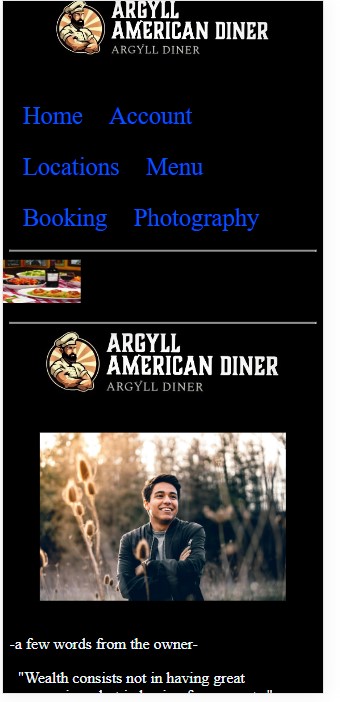 ARGYLL
AMERICAN DINER
ARGYLL DINER
Home Account
Locations Menu
Booking Photography
ARGYLL
AMERICAN DINER
ARGYLL DINER
-a few words from the owner-
"Wealth consists not in having great